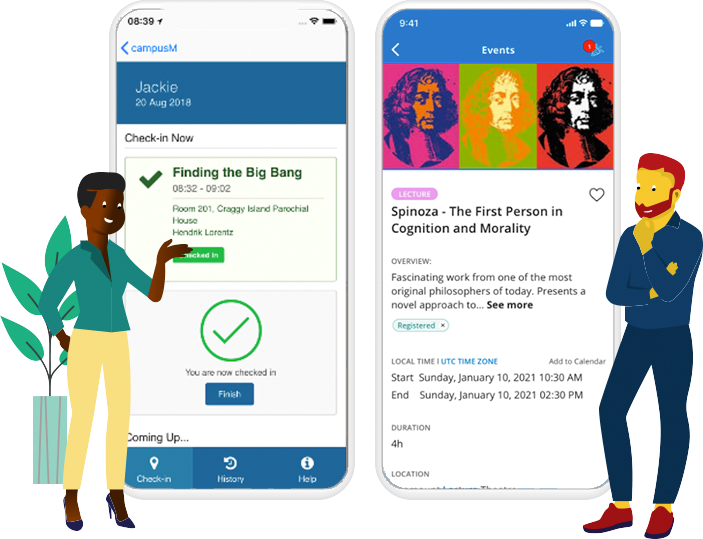 08:39
campusM
Jackie
20 Aug 2018
Check-in Now
Finding the Big Bang
08:32 - 09:02
Room 201, Craggy Island Parochial
House
Hendrik Lorentz
Checked In
You are now checked in
Finish
Coming Up...
Check-in
History
Help
9:41
Events
1
LECTURE
Spinoza - The First Person in
Cognition and Morality
OVERVIEW:
Fascinating work from one of the most
original philosophers of today. Presents a
novel approach to... See more
Registered ×
LOCAL TIME I UTC TIME ZONE
Add to Calendar
Start Sunday, January 10, 2021 10:30 AM
End Sunday, January 10, 2021 02:30 PM
DURATION
4h
LOCATION
Lecture Theatre